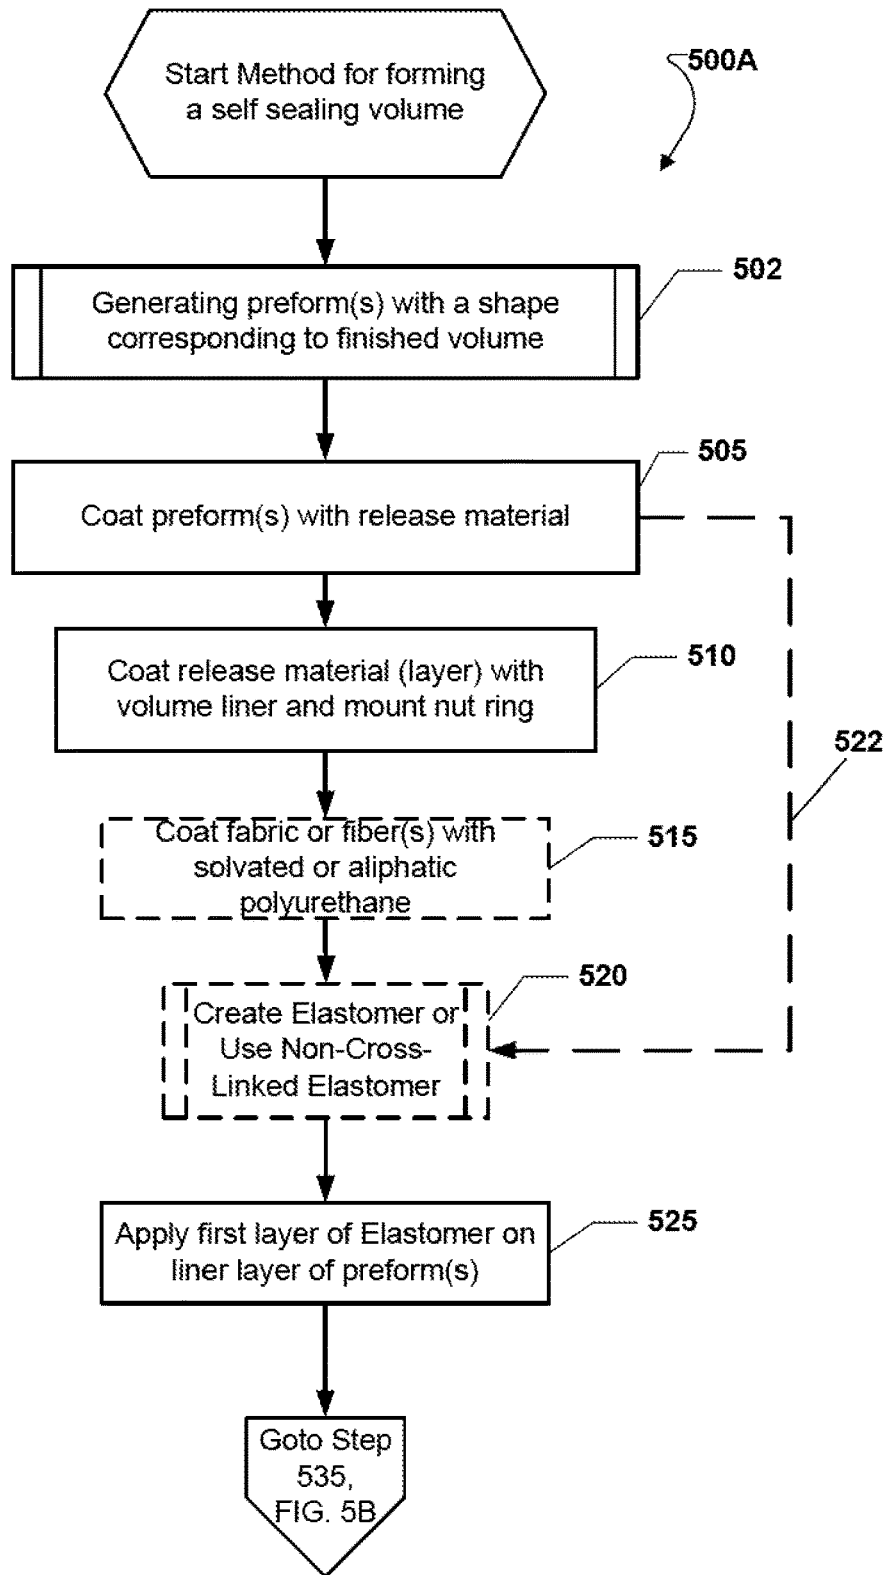 Start Method for forming
a self sealing volume
500A
502
Generating preform(s) with a shape
corresponding to finished volume
505
Coat preform(s) with release material
510
Coat release material (layer) with
volume liner and mount nut ring
522
515
Coat fabric or fiber(s) with
solvated or aliphatic
polyurethane
520
Create Elastomer or
Use Non-Cross-
Linked Elastomer
525
Apply first layer of Elastomer on
liner layer of preform(s)
Goto Step
535,
FIG. 5B